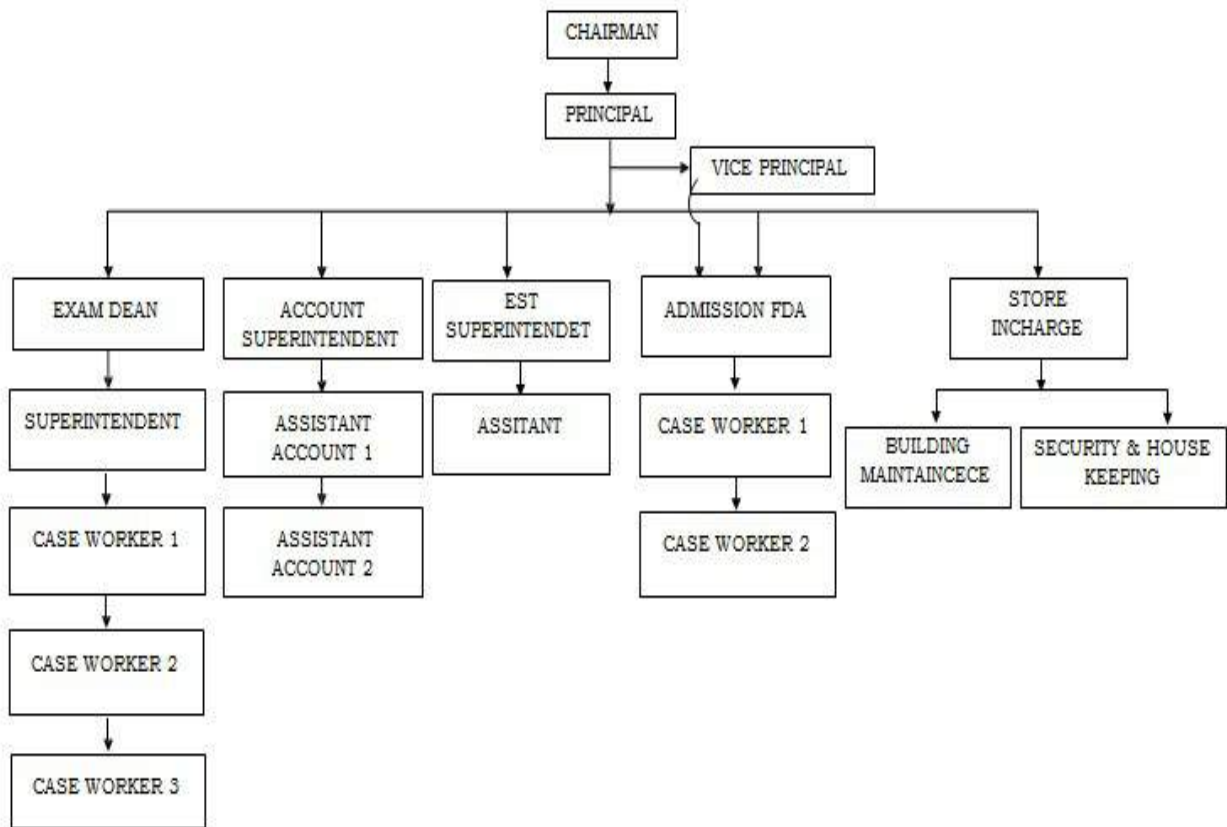 CHAIRMAN
PRINCIPAL
VICE PRINCIPAL
EXAM DEAN
ACCOUNT
SUPERINTENDENT
EST
SUPERINTENDET
ADMISSION FDA
STORE
INCHARGE
SUPERINTENDENT
ASSISTANT
ACCOUNT 1
ASSITANT
CASE WORKER 1
BUILDING
MAINTAINCECE
SECURITY & HOUSE
KEEPING
CASE WORKER 1
ASSISTANT
ACCOUNT 2
CASE WORKER 2
CASE WORKER 2
CASE WORKER 3